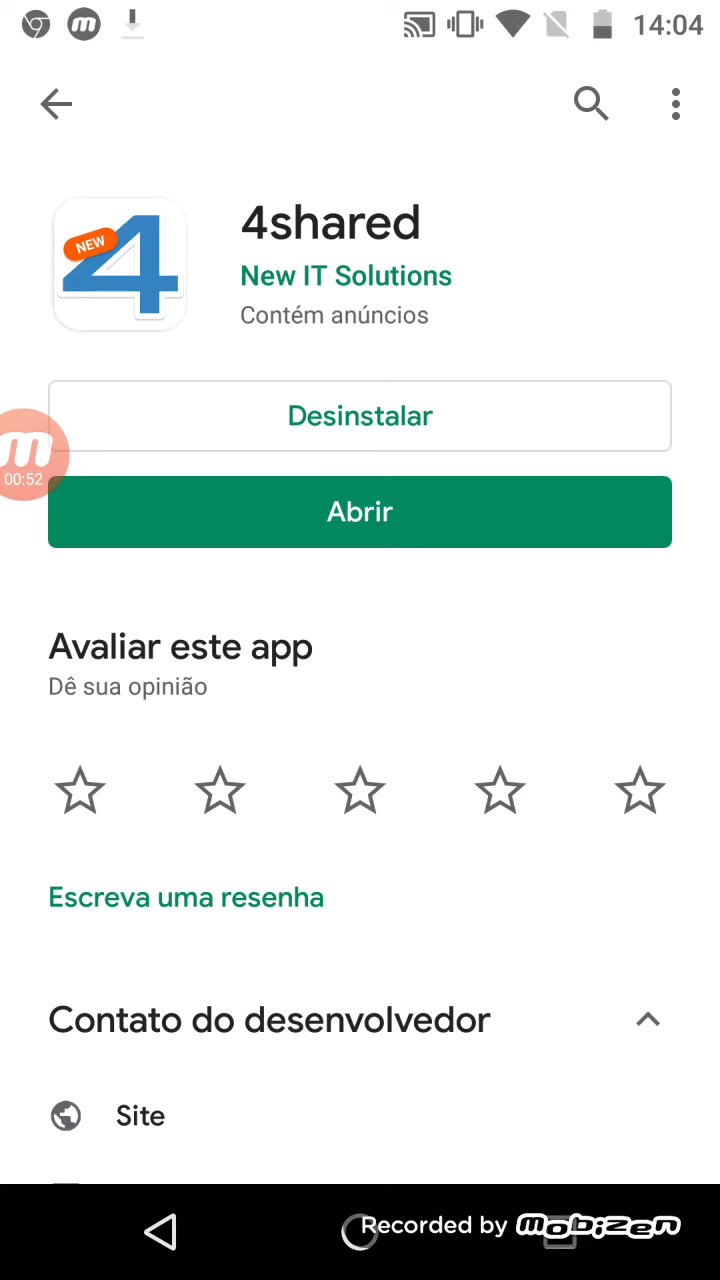 14:04
NEW
4
4shared
New IT Solutions
Contém anúncios
Desinstalar
m
00:52
Abrir
Avaliar este app
Dê sua opinião
Escreva uma resenha
Contato do desenvolvedor
Site
Recorded by mobizen